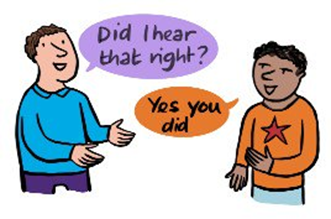 Did I hear
that right?
Yes you
did